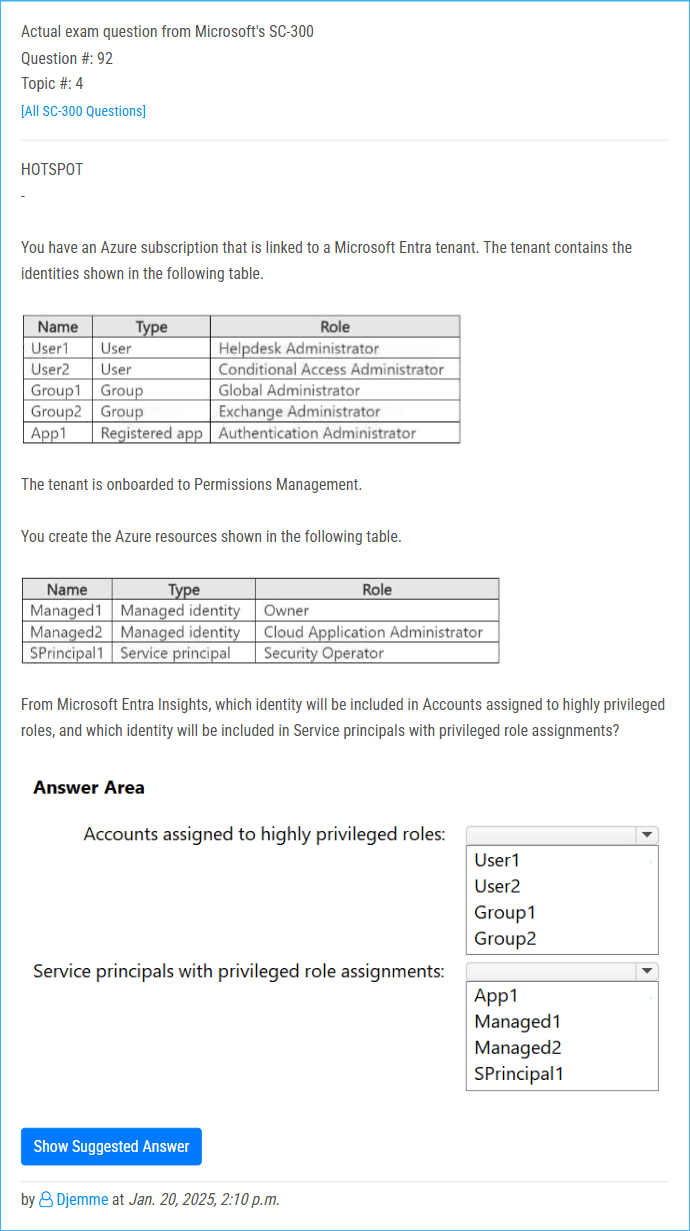 Actual exam question from Microsoft's SC-300
Question #: 92
Topic #: 4
[All SC-300 Questions]
HOTSPOT
-
You have an Azure subscription that is linked to a Microsoft Entra tenant. The tenant contains the
identities shown in the following table.
Name Type Role
User1 User Helpdesk Administrator
User2 User Conditional Access Administrator
Group1 Group Global Administrator
Group2 Group Exchange Administrator
App1 Registered app Authentication Administrator
The tenant is onboarded to Permissions Management.
You create the Azure resources shown in the following table.
Name Type Role
Managed1 Managed identity Owner
Managed2 Managed identity Cloud Application Administrator
SPrincipal1 Service principal Security Operator
From Microsoft Entra Insights, which identity will be included in Accounts assigned to highly privileged
roles, and which identity will be included in Service principals with privileged role assignments?
Answer Area
Accounts assigned to highly privileged roles:
User1
User2
Group1
Group2
Service principals with privileged role assignments:
App1
Managed1
Managed2
SPrincipal1
Show Suggested Answer
by Djemme at Jan. 20, 2025, 2:10 p.m.